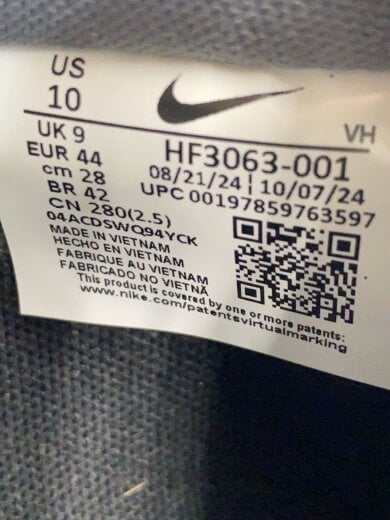 US
10
VH
UK 9
EUR 44
cm 28
BR 42
CN 280(2.5)
04ACDSWQ94YCK
HF3063-001
08/21/24 | 10/07/24
UPC 00197859763597
MADE IN VIETNAM
HECHO EN VIETNAM
FABRIQUE AU VIETNAM
FABRICADO NO VIETNÃ
This product is covered by one or more patents:
www.nike.com/patentsvirtualmarking